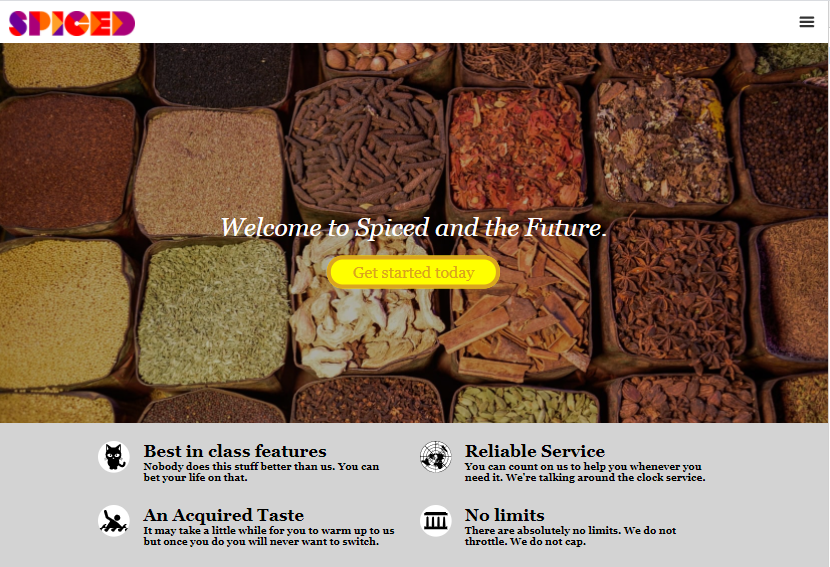 SPICED
Welcome to Spiced and the Future.
Get started today
Best in class features
Nobody does this stuff better than us. You can
bet your life on that.
Reliable Service
You can count on us to help you whenever you
need it. We're talking around the clock service.
An Acquired Taste
It may take a little while for you to warm up to us
but once you do you will never want to switch.
No limits
There are absolutely no limits. We do not
throttle. We do not cap.